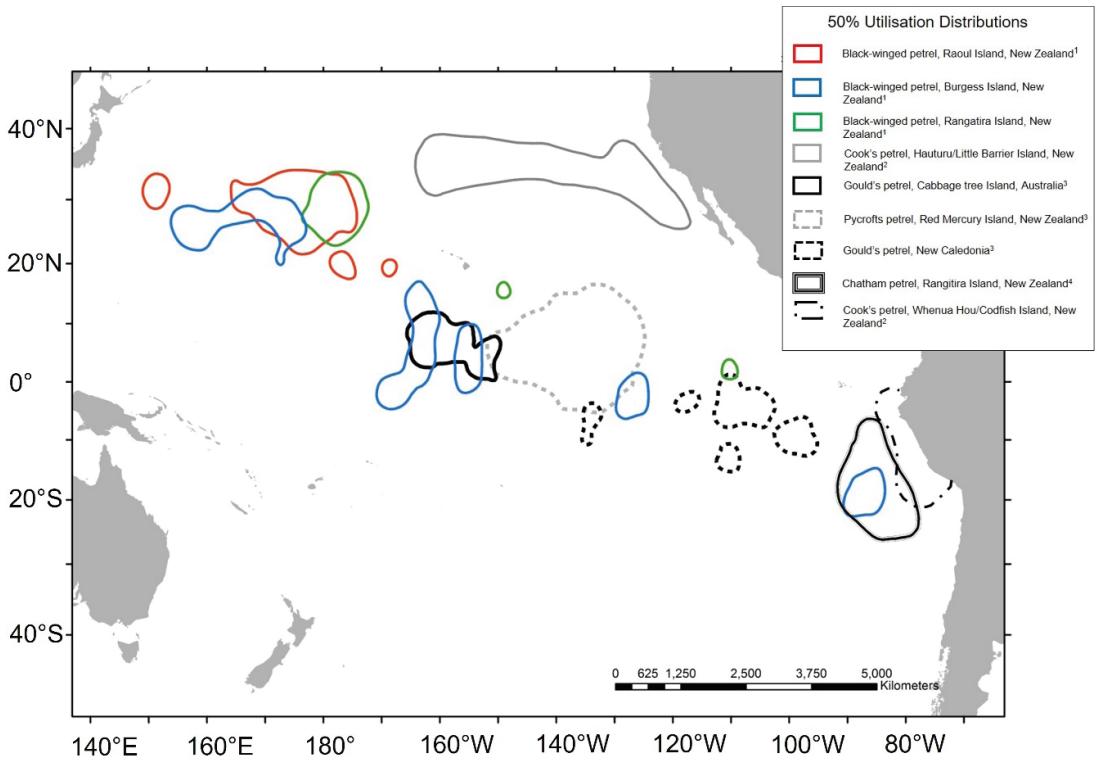 50% Utilisation Distributions
Black-winged petrel, Raoul Island, New Zealand¹
Black-winged petrel, Burgess Island, New
Zealand¹
Black-winged petrel, Rangatira Island, New
Zealand¹
Cook's petrel, Hauturu/Little Barrier Island, New
Zealand²
Gould's petrel, Cabbage tree Island, Australia³
Pycrofts petrel, Red Mercury Island, New Zealand³
Gould's petrel, New Caledonia³
Chatham petrel, Rangitira Island, New Zealand⁴
Cook's petrel, Whenua Hou/Codfish Island, New
Zealand²
40°N
20°N
0°
20°S
40°S
0 625 1,250 2,500 3,750 5,000
Kilometers
140°E 160°E 180° 160°W 140°W 120°W 100°W 80°W